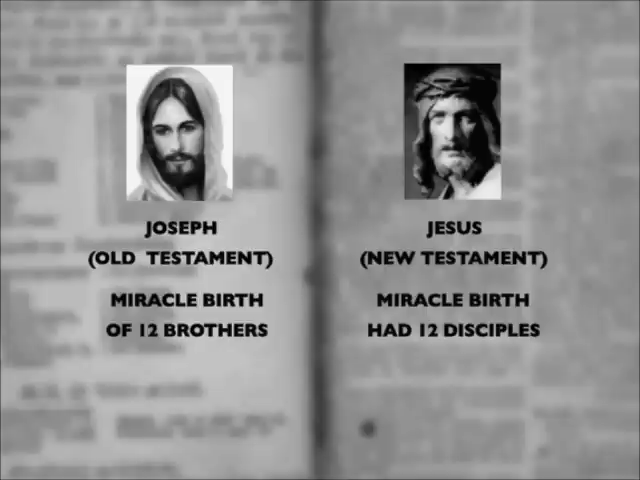 JOSEPH
(OLD TESTAMENT)
MIRACLE BIRTH
OF 12 BROTHERS
JESUS
(NEW TESTAMENT)
MIRACLE BIRTH
HAD 12 DISCIPLES